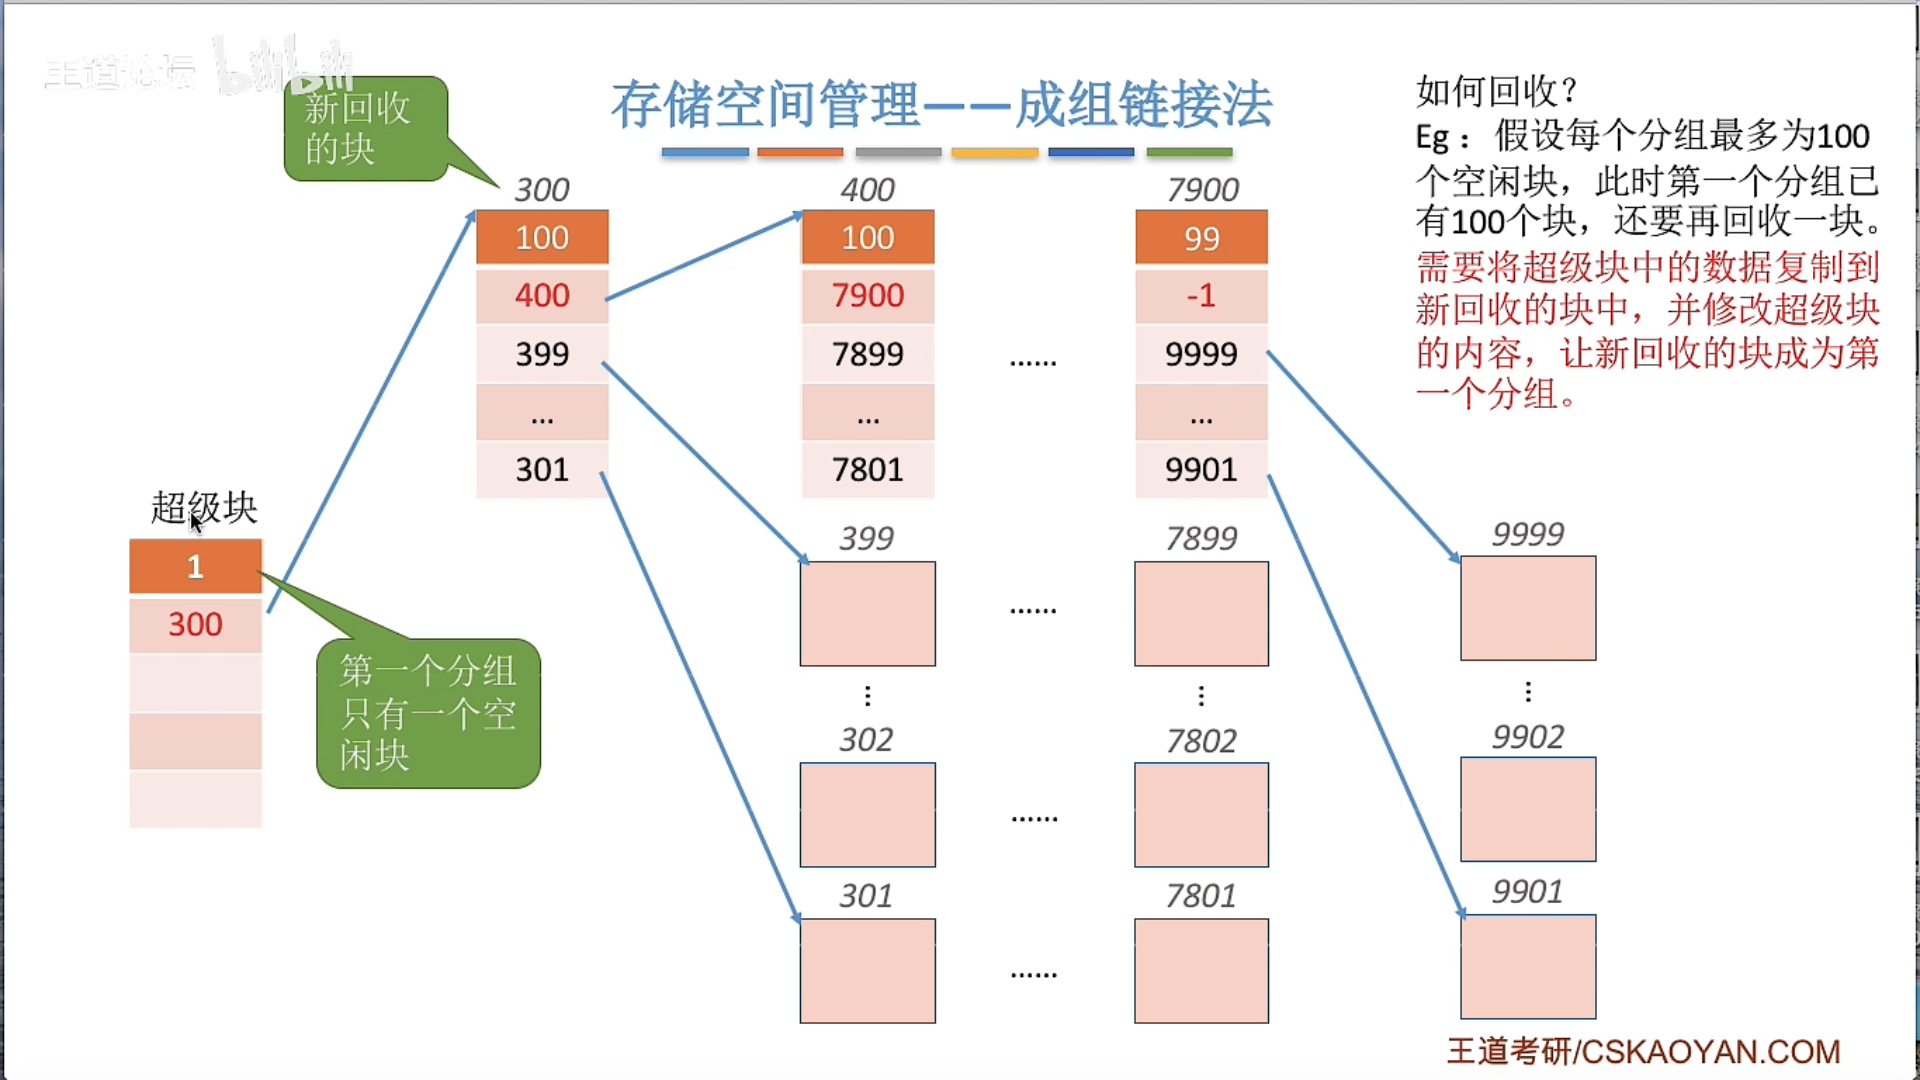 王道论坛 bilibili
存储空间管理——成组链接法
新回收
的块
如何回收？
Eg：假设每个分组最多为100
个空闲块，此时第一个分组已
有100个块，还要再回收一块。
需要将超级块中的数据复制到
新回收的块中，并修改超级块
的内容，让新回收的块成为第
一个分组。
300
100
400
399
...
301
400
100
7900
7899
...
7801
......
7900
99
-1
9999
...
9901
超级块
1
300
第一个分组
只有一个空
闲块
399
......
7899
9999
⋮
⋮
⋮
302
......
7802
9902
301
......
7801
9901
王道考研/CSKAOYAN.COM